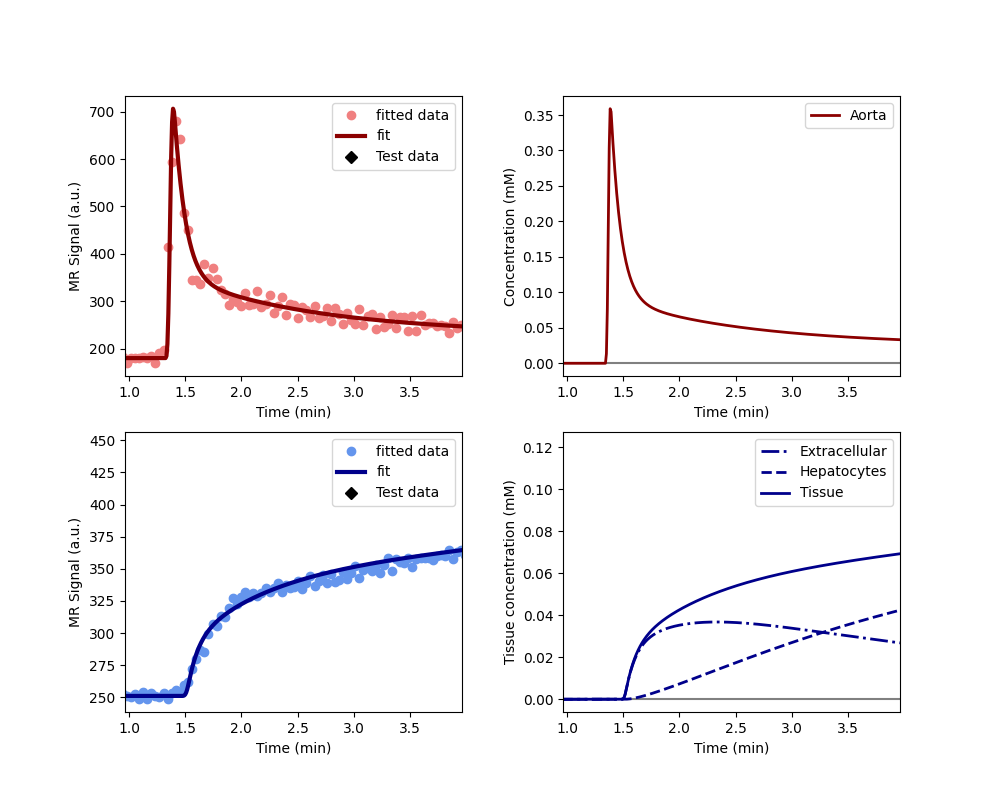 MR Signal (a.u.)
700
600
500
400
300
200
fitted data
fit
Test data
1.0 1.5 2.0 2.5 3.0 3.5
Time (min)
Concentration (mM)
0.35
0.30
0.25
0.20
0.15
0.10
0.05
0.00
Aorta
1.0 1.5 2.0 2.5 3.0 3.5
Time (min)
MR Signal (a.u.)
450
425
400
375
350
325
300
275
250
fitted data
fit
Test data
1.0 1.5 2.0 2.5 3.0 3.5
Time (min)
Tissue concentration (mM)
0.12
0.10
0.08
0.06
0.04
0.02
0.00
Extracellular
Hepatocytes
Tissue
1.0 1.5 2.0 2.5 3.0 3.5
Time (min)